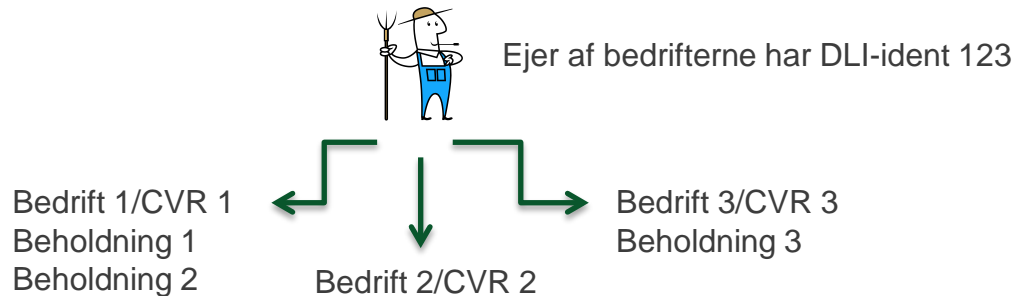 Ejer af bedrifterne har DLI-ident 123
Bedrift 1/CVR 1
Beholdning 1
Beholdning 2
Bedrift 2/CVR 2
Bedrift 3/CVR 3
Beholdning 3